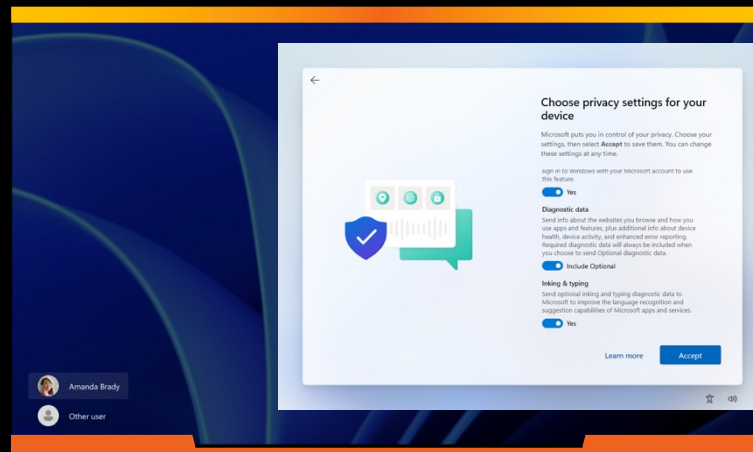 Choose privacy settings for your
device
Microsoft puts you in control of your privacy. Choose your
settings, then select Accept to save them. You can change
these settings at any time.
sign in to Windows with your Microsoft account to use
this feature.
Yes
Diagnostic data
Send info about the websites you browse and how you
use apps and features, plus additional info about device
health, device activity, and enhanced error reporting.
Required diagnostic data will always be included when
you choose to send Optional diagnostic data.
Include Optional
Inking & typing
Send optional inking and typing diagnostic data to
Microsoft to improve the language recognition and
suggestion capabilities of Microsoft apps and services.
Yes
Learn more
Accept
Amanda Brady
Other user